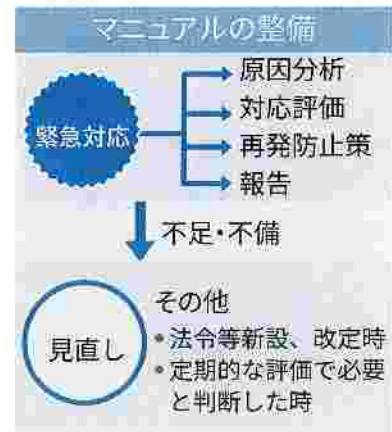 マニュアルの整備
緊急対応
原因分析
対応評価
再発防止策
報告
不足・不備
見直し
その他
•法令等新設、改定時
•定期的な評価で必要
と判断した時